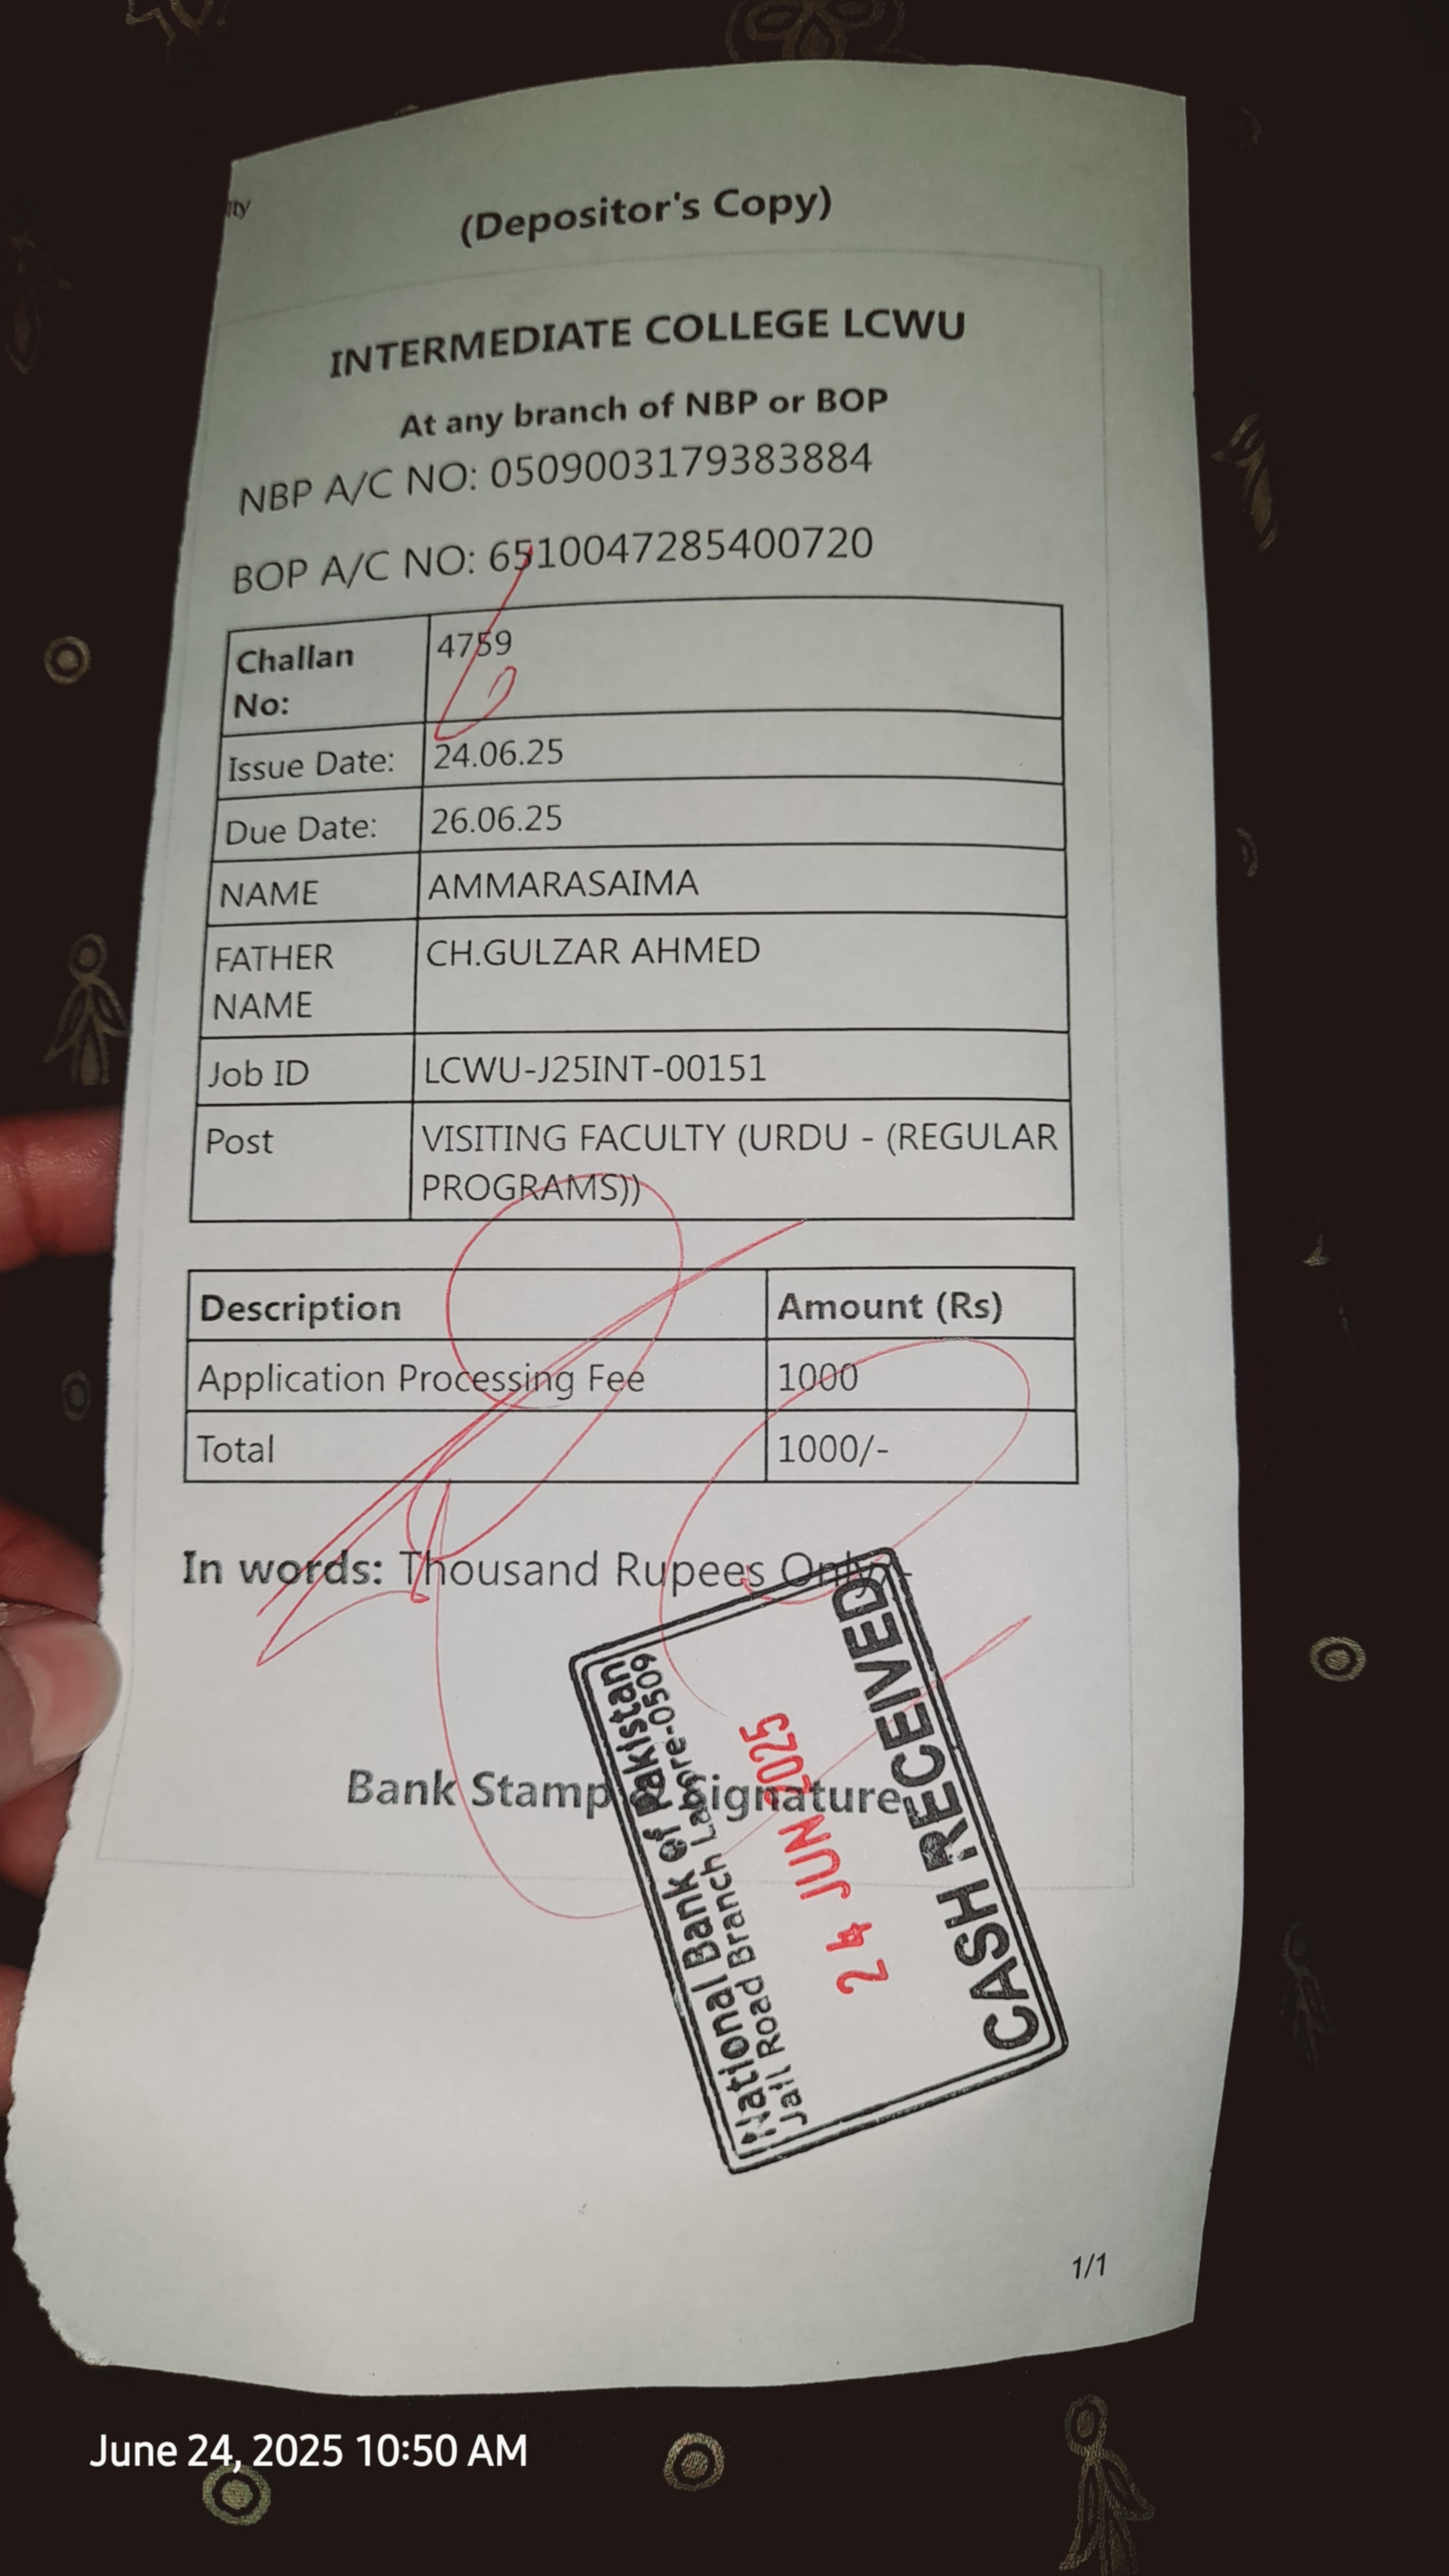 (Depositor's Copy)
INTERMEDIATE COLLEGE LCWU
At any branch of NBP or BOP
NBP A/C NO: 0509003179383884
BOP A/C NO: 6510047285400720
Challan No: 4759
Issue Date: 24.06.25
Due Date: 26.06.25
NAME AMMARASAIMA
FATHER NAME CH.GULZAR AHMED
Job ID LCWU-J25INT-00151
Post VISITING FACULTY (URDU - (REGULAR
PROGRAMS))
Description Amount (Rs)
Application Processing Fee 1000
Total 1000/-
In words: Thousand Rupees Only
Bank Stamp Signature
National Bank of Pakistan
Jail Road Branch Lahore-0509
24 JUN 2025
CASH RECEIVED
1/1
June 24, 2025 10:50 AM